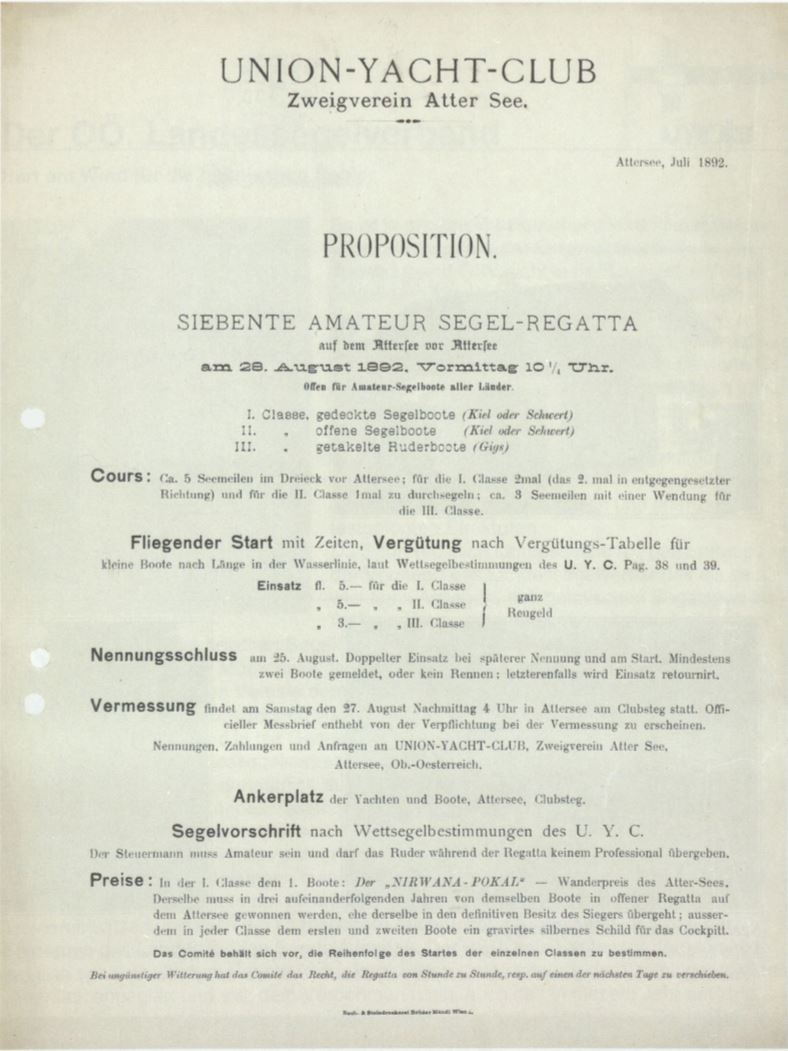 UNION-YACHT-CLUB
Zweigverein Atter See.
Attersee, Juli 1892.
PROPOSITION.
SIEBENTE AMATEUR SEGEL-REGATTA
auf dem Attersee vor Attersee
am 28. August 1892, Vormittag 10 1/4 Uhr.
Offen für Amateur-Segelboote aller Länder.
I. Classe, gedeckte Segelboote (Kiel oder Schwert)
II. „ offene Segelboote (Kiel oder Schwert)
III. „ getakelte Ruderboote (Gigs)
Cours: Ca. 5 Seemeilen im Dreieck vor Attersee; für die I. Classe 2mal (das 2. mal in entgegengesetzter
Richtung) und für die II. Classe 1mal zu durchsegeln; ca. 3 Seemeilen mit einer Wendung für
die III. Classe.
Fliegender Start mit Zeiten, Vergütung nach Vergütungs-Tabelle für
kleine Boote nach Länge in der Wasserlinie, laut Wettsegelbestimmungen des U. Y. C. Pag. 38 und 39.
Einsatz fl. 5.— für die I. Classe
„ 5.— „ „ II. Classe
„ 3.— „ „ III. Classe
ganz
Reugeld
Nennungsschluss am 25. August. Doppelter Einsatz bei späterer Nennung und am Start. Mindestens
zwei Boote gemeldet, oder kein Rennen; letzterenfalls wird Einsatz retournirt.
Vermessung findet am Samstag den 27. August Nachmittag 4 Uhr in Attersee am Clubsteg statt. Offi-
cieller Messbrief enthebt von der Verpflichtung bei der Vermessung zu erscheinen.
Nennungen, Zahlungen und Anfragen an UNION-YACHT-CLUB, Zweigverein Atter See,
Attersee, Ob.-Oesterreich.
Ankerplatz der Yachten und Boote, Attersee, Clubsteg.
Segelvorschrift nach Wettsegelbestimmungen des U. Y. C.
Der Steuermann muss Amateur sein und darf das Ruder während der Regatta keinem Professional übergeben.
Preise: In der I. Classe dem 1. Boote: Der „NIRWANA-POKAL“ — Wanderpreis des Atter-Sees.
Derselbe muss in drei aufeinanderfolgenden Jahren von demselben Boote in offener Regatta auf
dem Attersee gewonnen werden, ehe derselbe in den definitiven Besitz des Siegers übergeht; ausser-
dem in jeder Classe dem ersten und zweiten Boote ein gravirtes silbernes Schild für das Cockpitt.
Das Comité behält sich vor, die Reihenfolge des Startes der einzelnen Classen zu bestimmen.
Bei ungünstiger Witterung hat das Comité das Recht, die Regatta von Stunde zu Stunde, resp. auf einen der nächsten Tage zu verschieben.
Buch- & Steindruckerei Brüder Wien